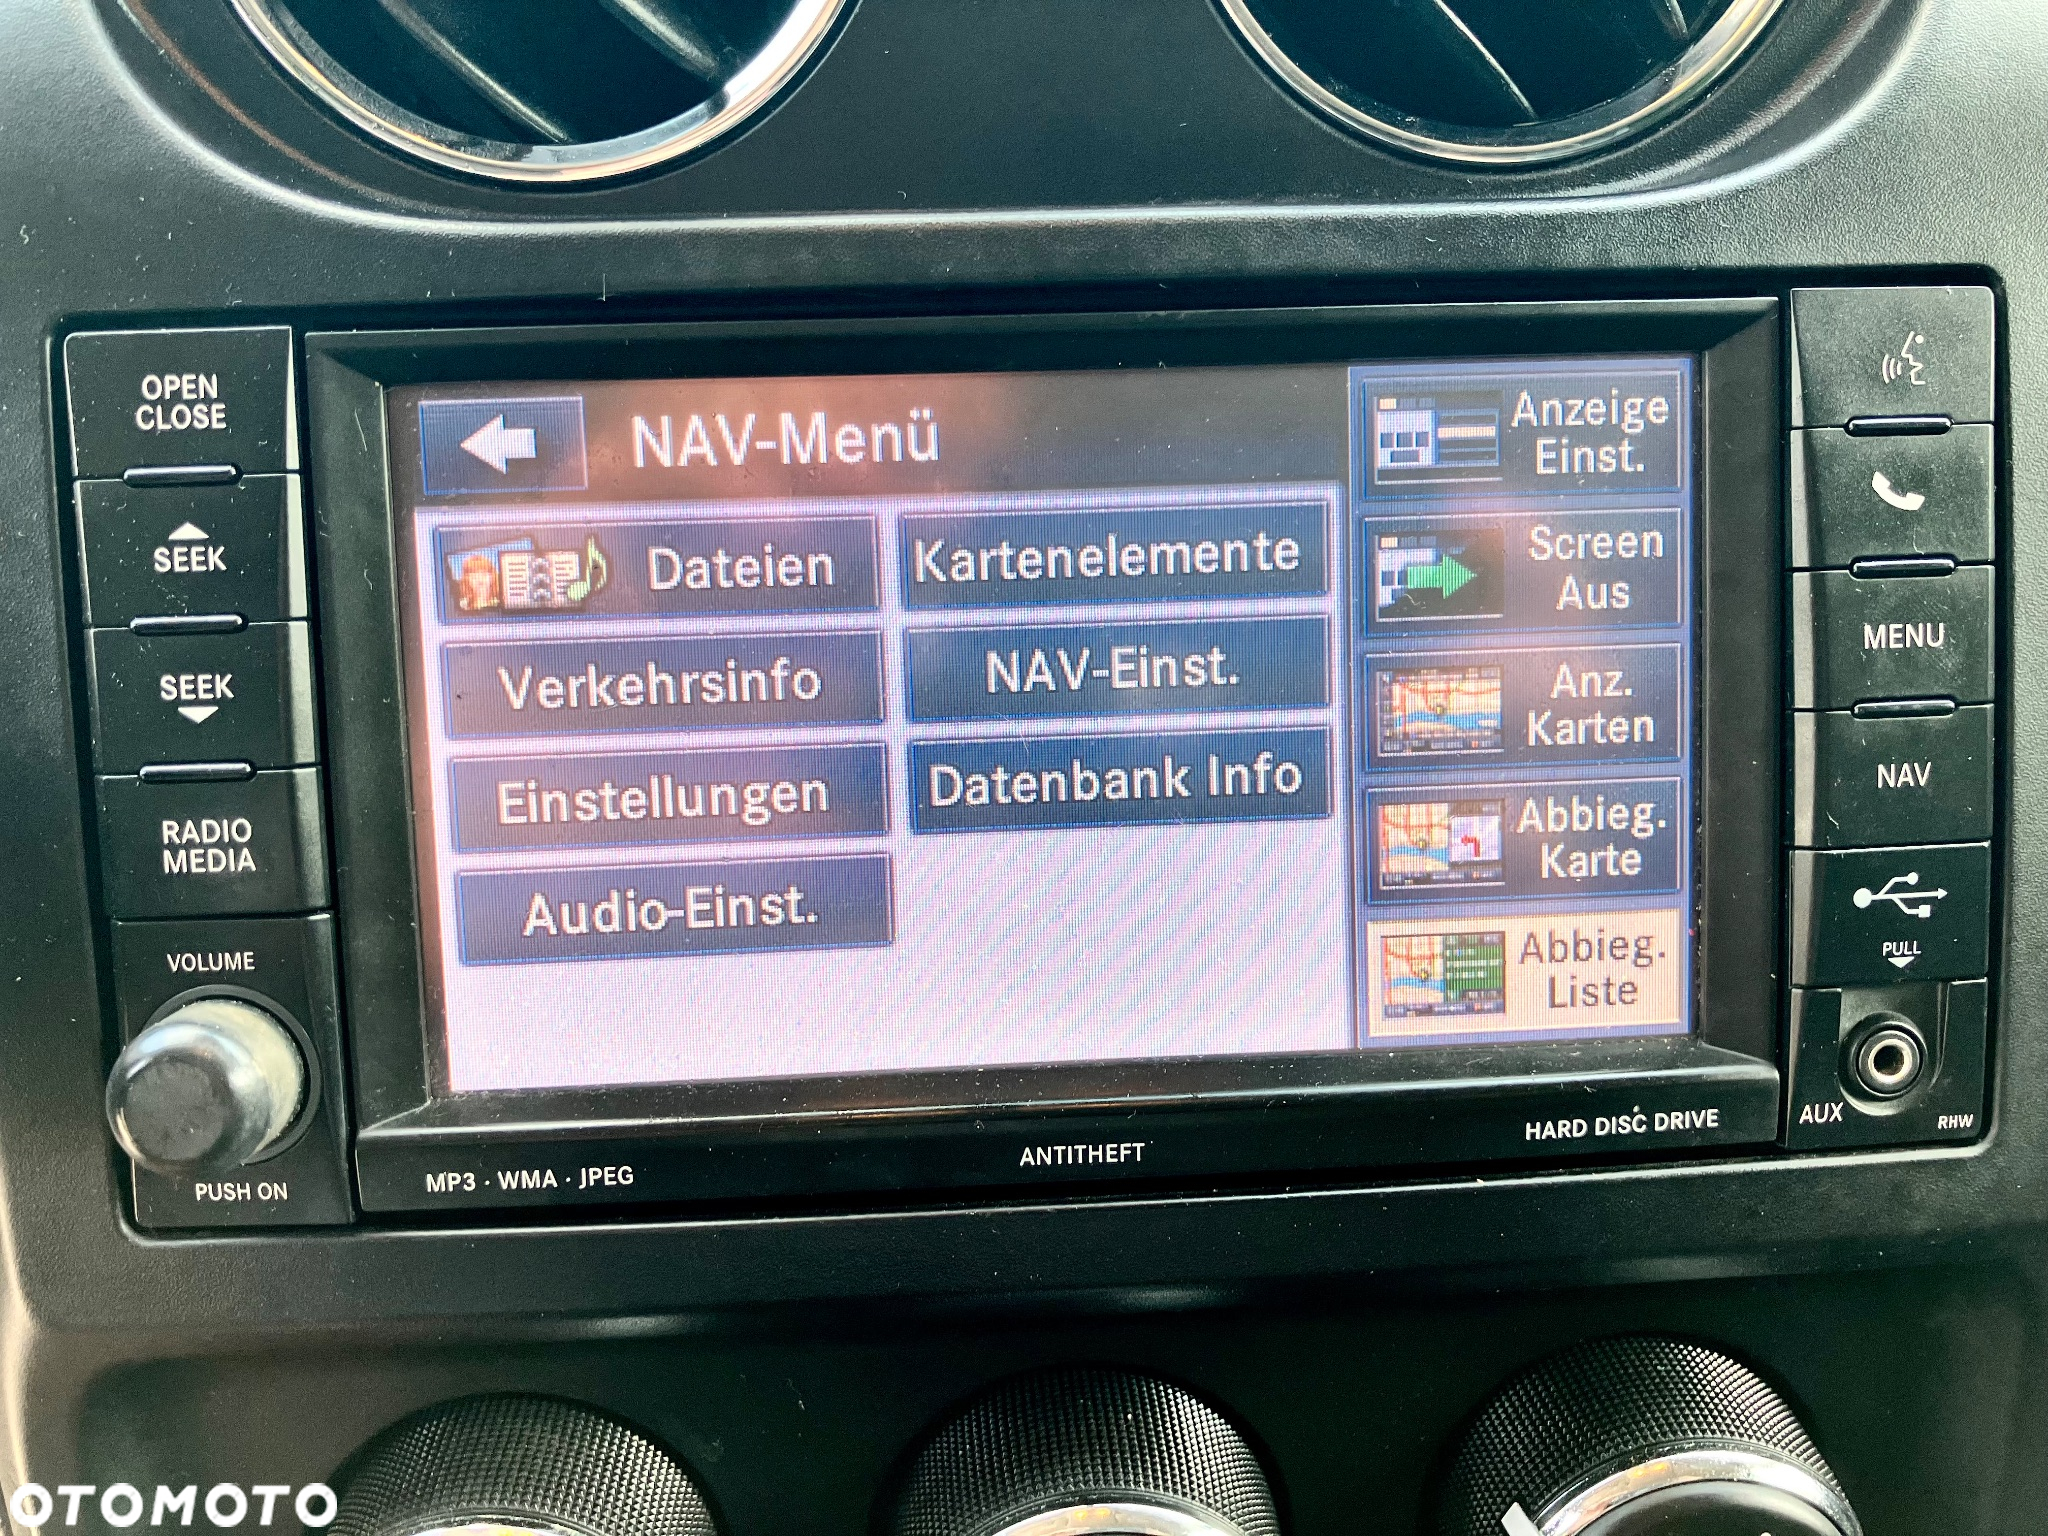 OPEN
CLOSE
SEEK
SEEK
RADIO
MEDIA
VOLUME
PUSH ON
NAV-Menü
Dateien
Verkehrsinfo
Einstellungen
Audio-Einst.
Kartenelemente
NAV-Einst.
Datenbank Info
Anzeige
Einst.
Screen
Aus
Anz.
Karten
Abbieg.
Karte
Abbieg.
Liste
MENU
NAV
PULL
AUX
RHW
MP3 · WMA · JPEG
ANTITHEFT
HARD DISC DRIVE
OTOMOTO